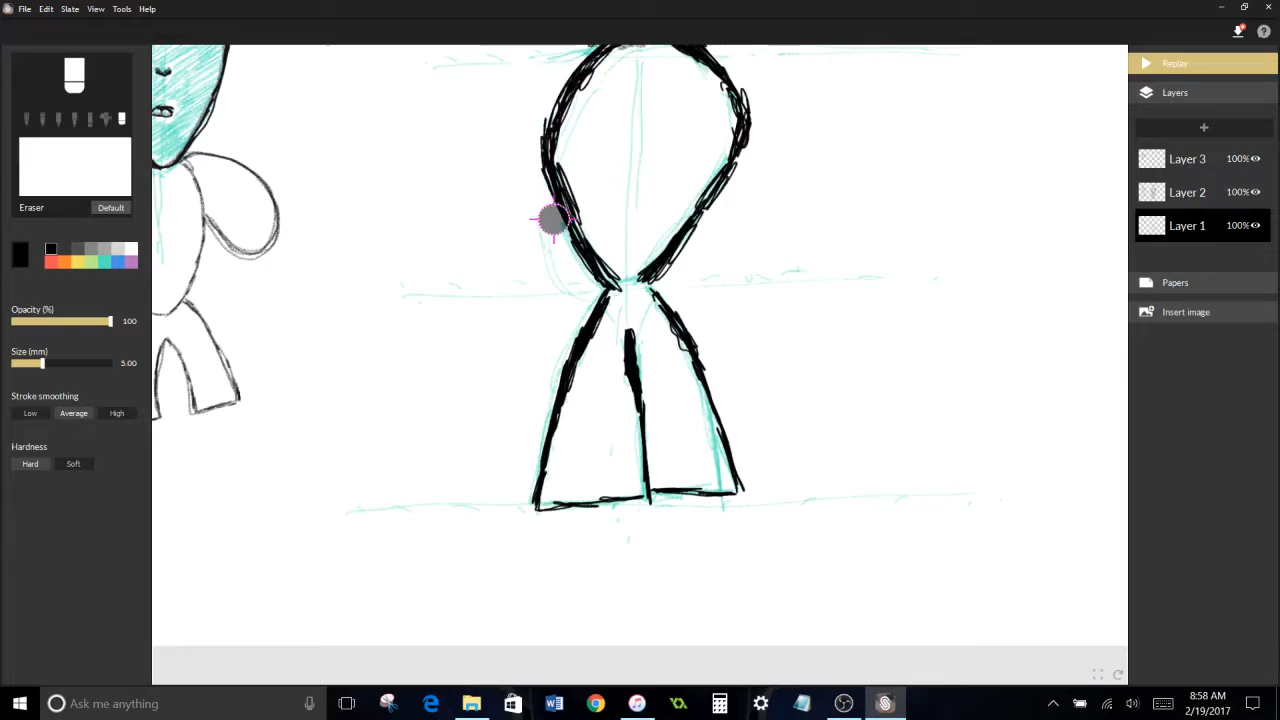 File Edit Slate View Tools Help
Replay
Layers
Eraser Default
Layer 3 100%
Layer 2 100%
Layer 1 100%
Opacity (%)
100
Papers
Insert image
Size (mm)
5.00
Stroke smoothing
Low Average High
Hardness
Hard Soft
Ask me anything
8:58 AM
2/19/2017